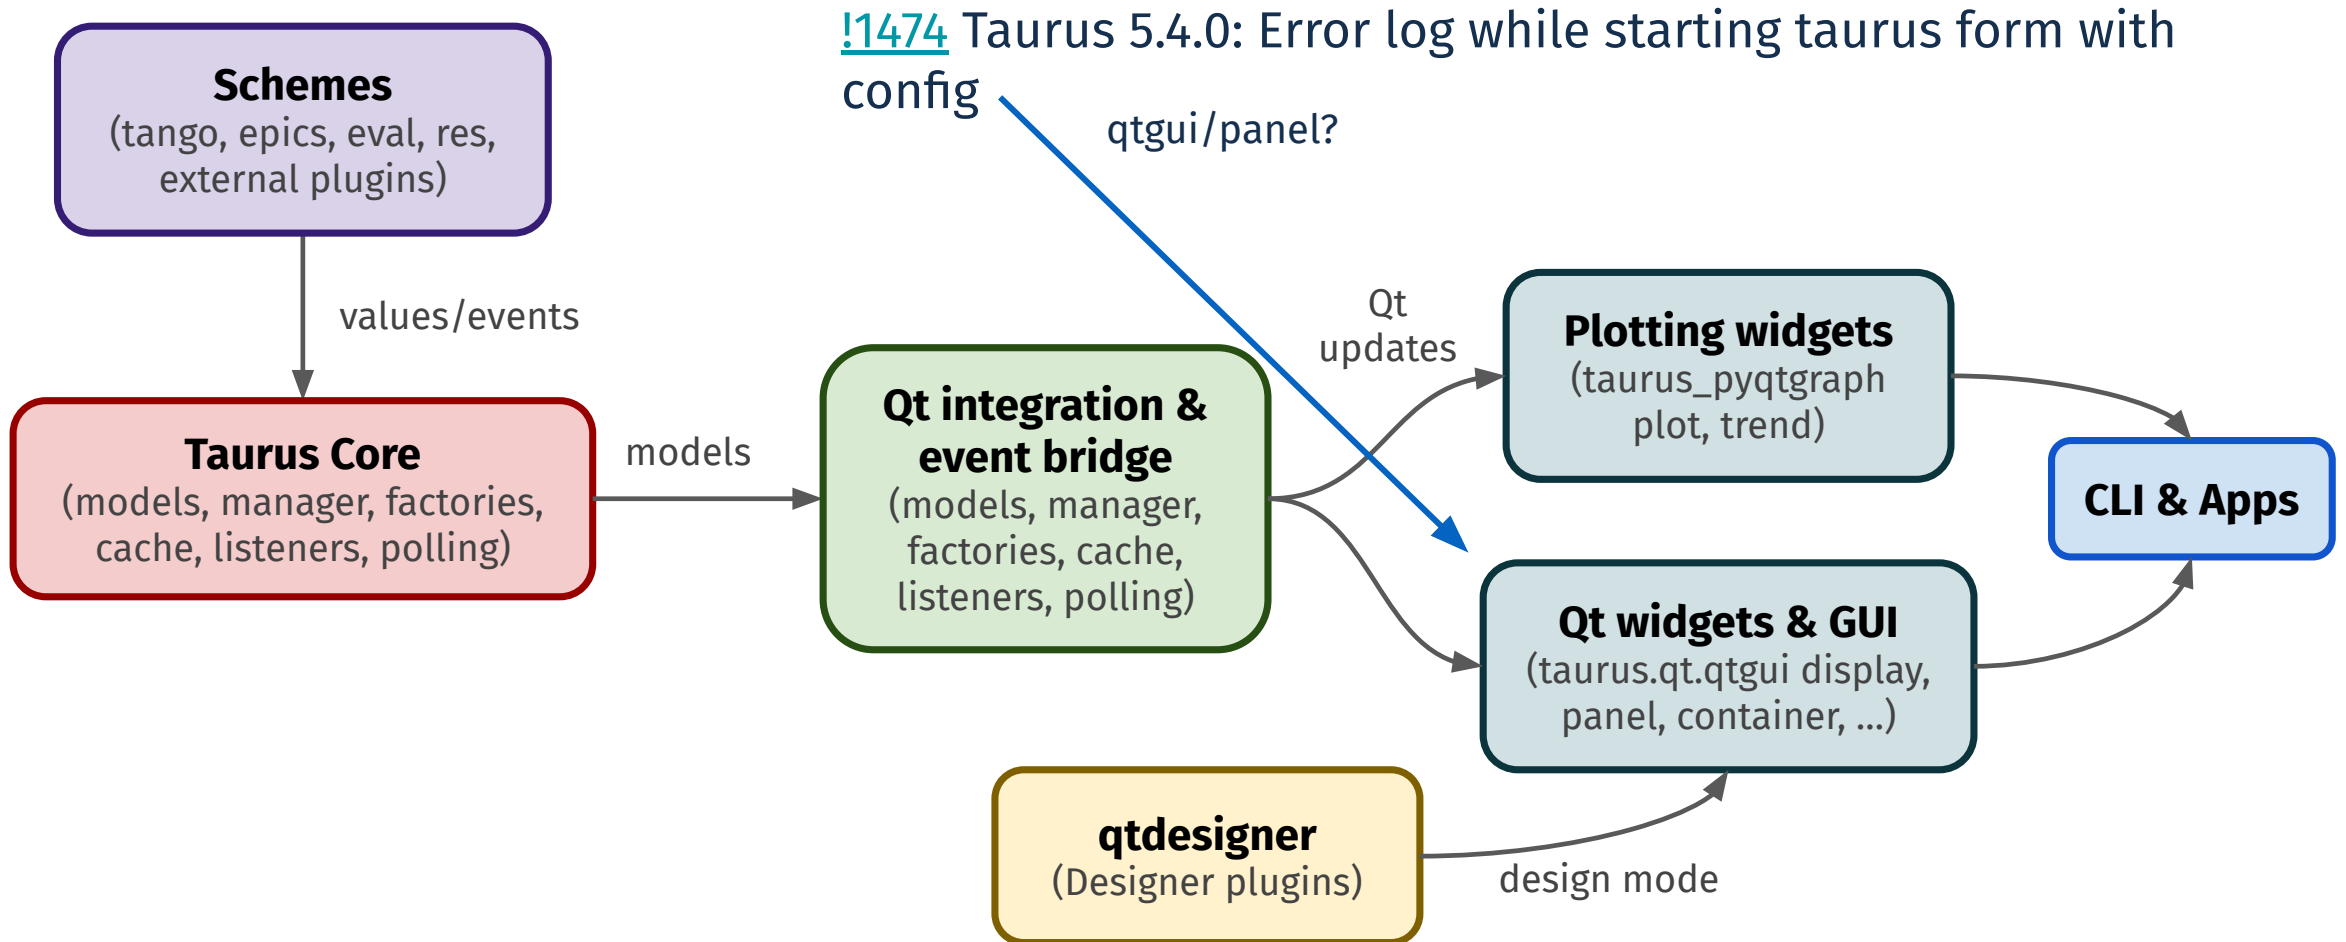 !1474 Taurus 5.4.0: Error log while starting taurus form with
config
qtgui/panel?
Schemes
(tango, epics, eval, res,
external plugins)
values/events
Taurus Core
(models, manager, factories,
cache, listeners, polling)
models
Qt integration &
event bridge
(models, manager,
factories, cache,
listeners, polling)
Qt
updates
Plotting widgets
(taurus_pyqtgraph
plot, trend)
CLI & Apps
Qt widgets & GUI
(taurus.qt.qtgui display,
panel, container, ...)
qtdesigner
(Designer plugins)
design mode